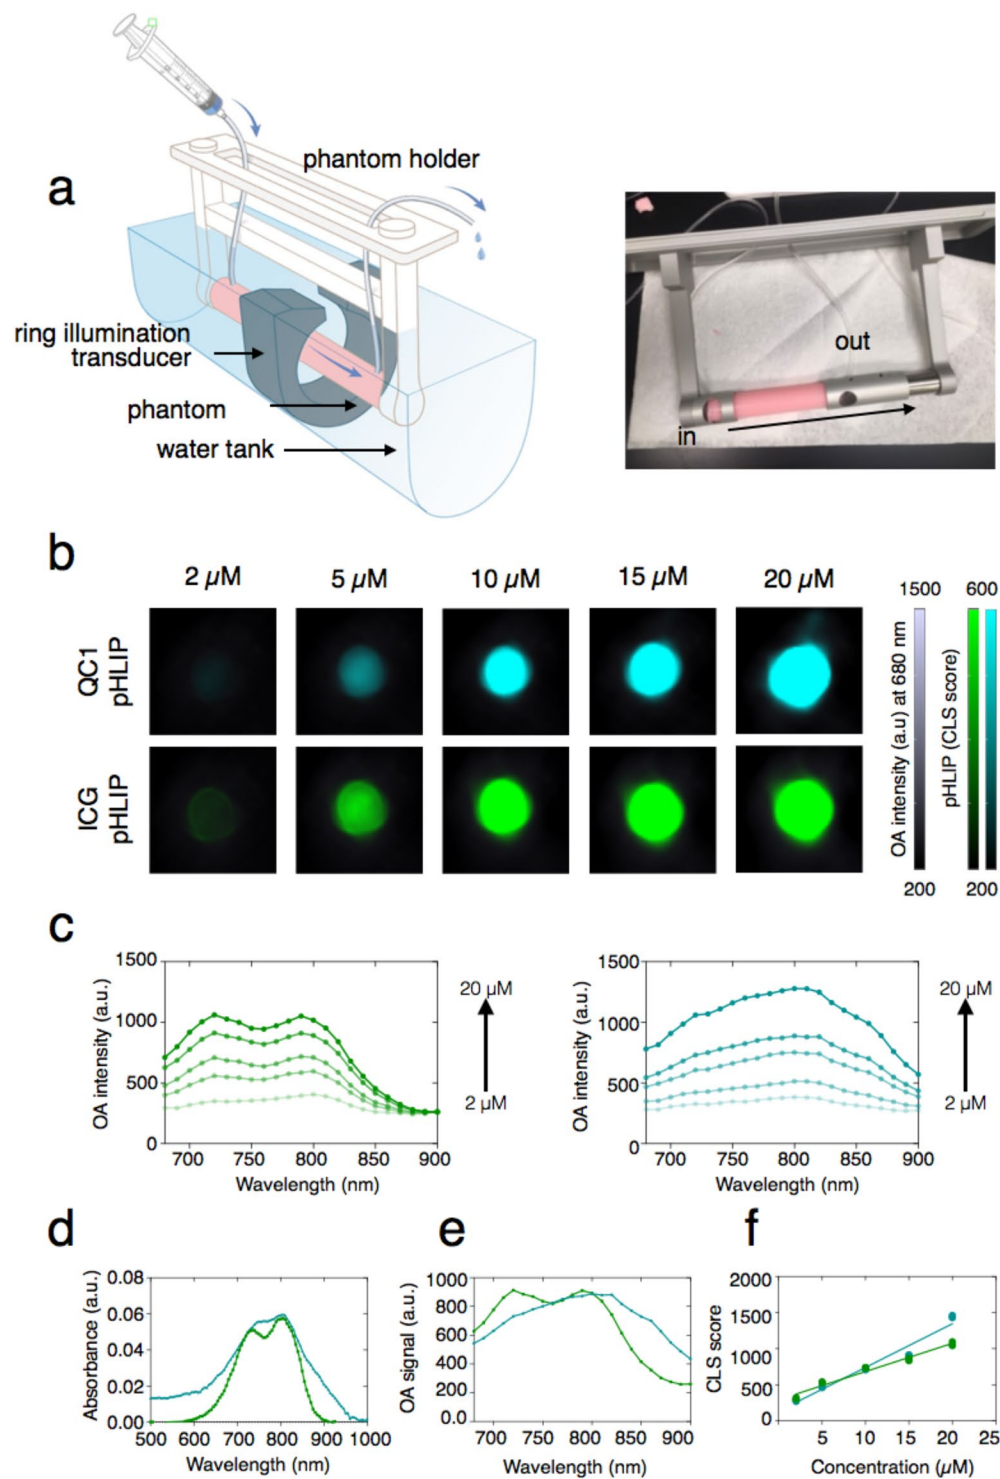 a
phantom holder
ring illumination
transducer
phantom
water tank
out
in
b
2 µM
5 µM
10 µM
15 µM
20 µM
QC1
pHLIP
ICG
pHLIP
1500
600
OA intensity (a.u) at 680 nm
pHLIP (CLS score)
200
200
c
OA intensity (a.u.)
1500
1000
500
0
700
750
800
850
900
Wavelength (nm)
20 µM
2 µM
OA intensity (a.u.)
1500
1000
500
0
700
750
800
850
900
Wavelength (nm)
20 µM
2 µM
d
Absorbance (a.u.)
0.08
0.06
0.04
0.02
0.00
500
600
700
800
900
1000
Wavelength (nm)
e
OA signal (a.u.)
1000
800
600
400
200
0.0
700
750
800
850
900
Wavelength (nm)
f
CLS score
2000
1500
1000
500
0
5
10
15
20
25
Concentration (µM)